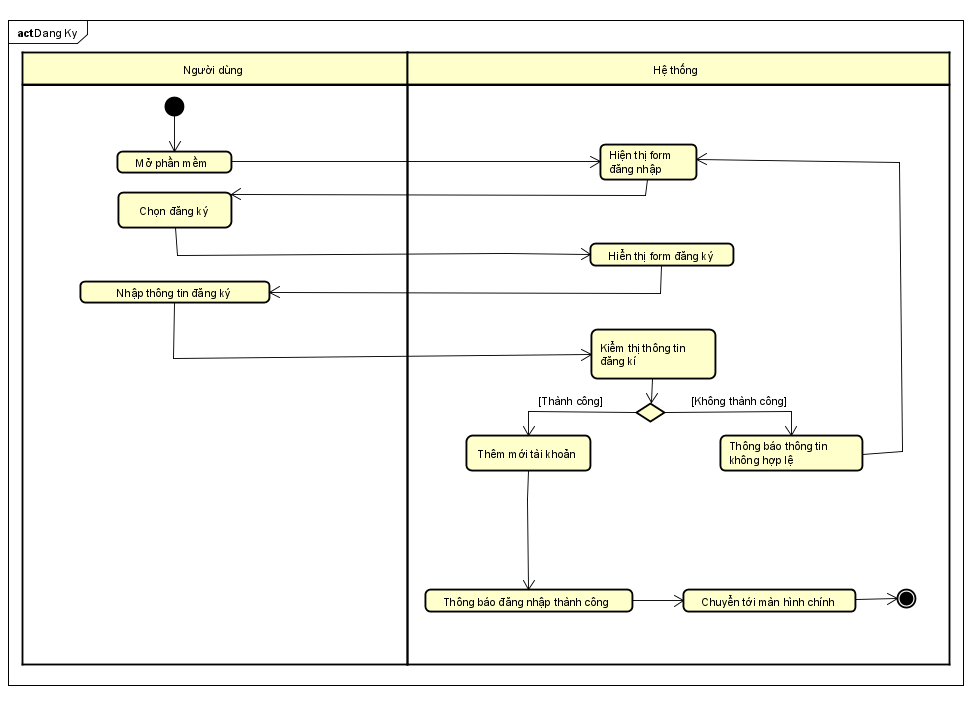 act Dang Ky
Người dùng
Hệ thống
Mở phần mềm
Hiện thị form
đăng nhập
Chọn đăng ký
Hiển thị form đăng ký
Nhập thông tin đăng ký
Kiểm thị thông tin
đăng kí
[Thành công]
[Không thành công]
Thêm mới tài khoản
Thông báo thông tin
không hợp lệ
Thông báo đăng nhập thành công
Chuyển tới màn hình chính